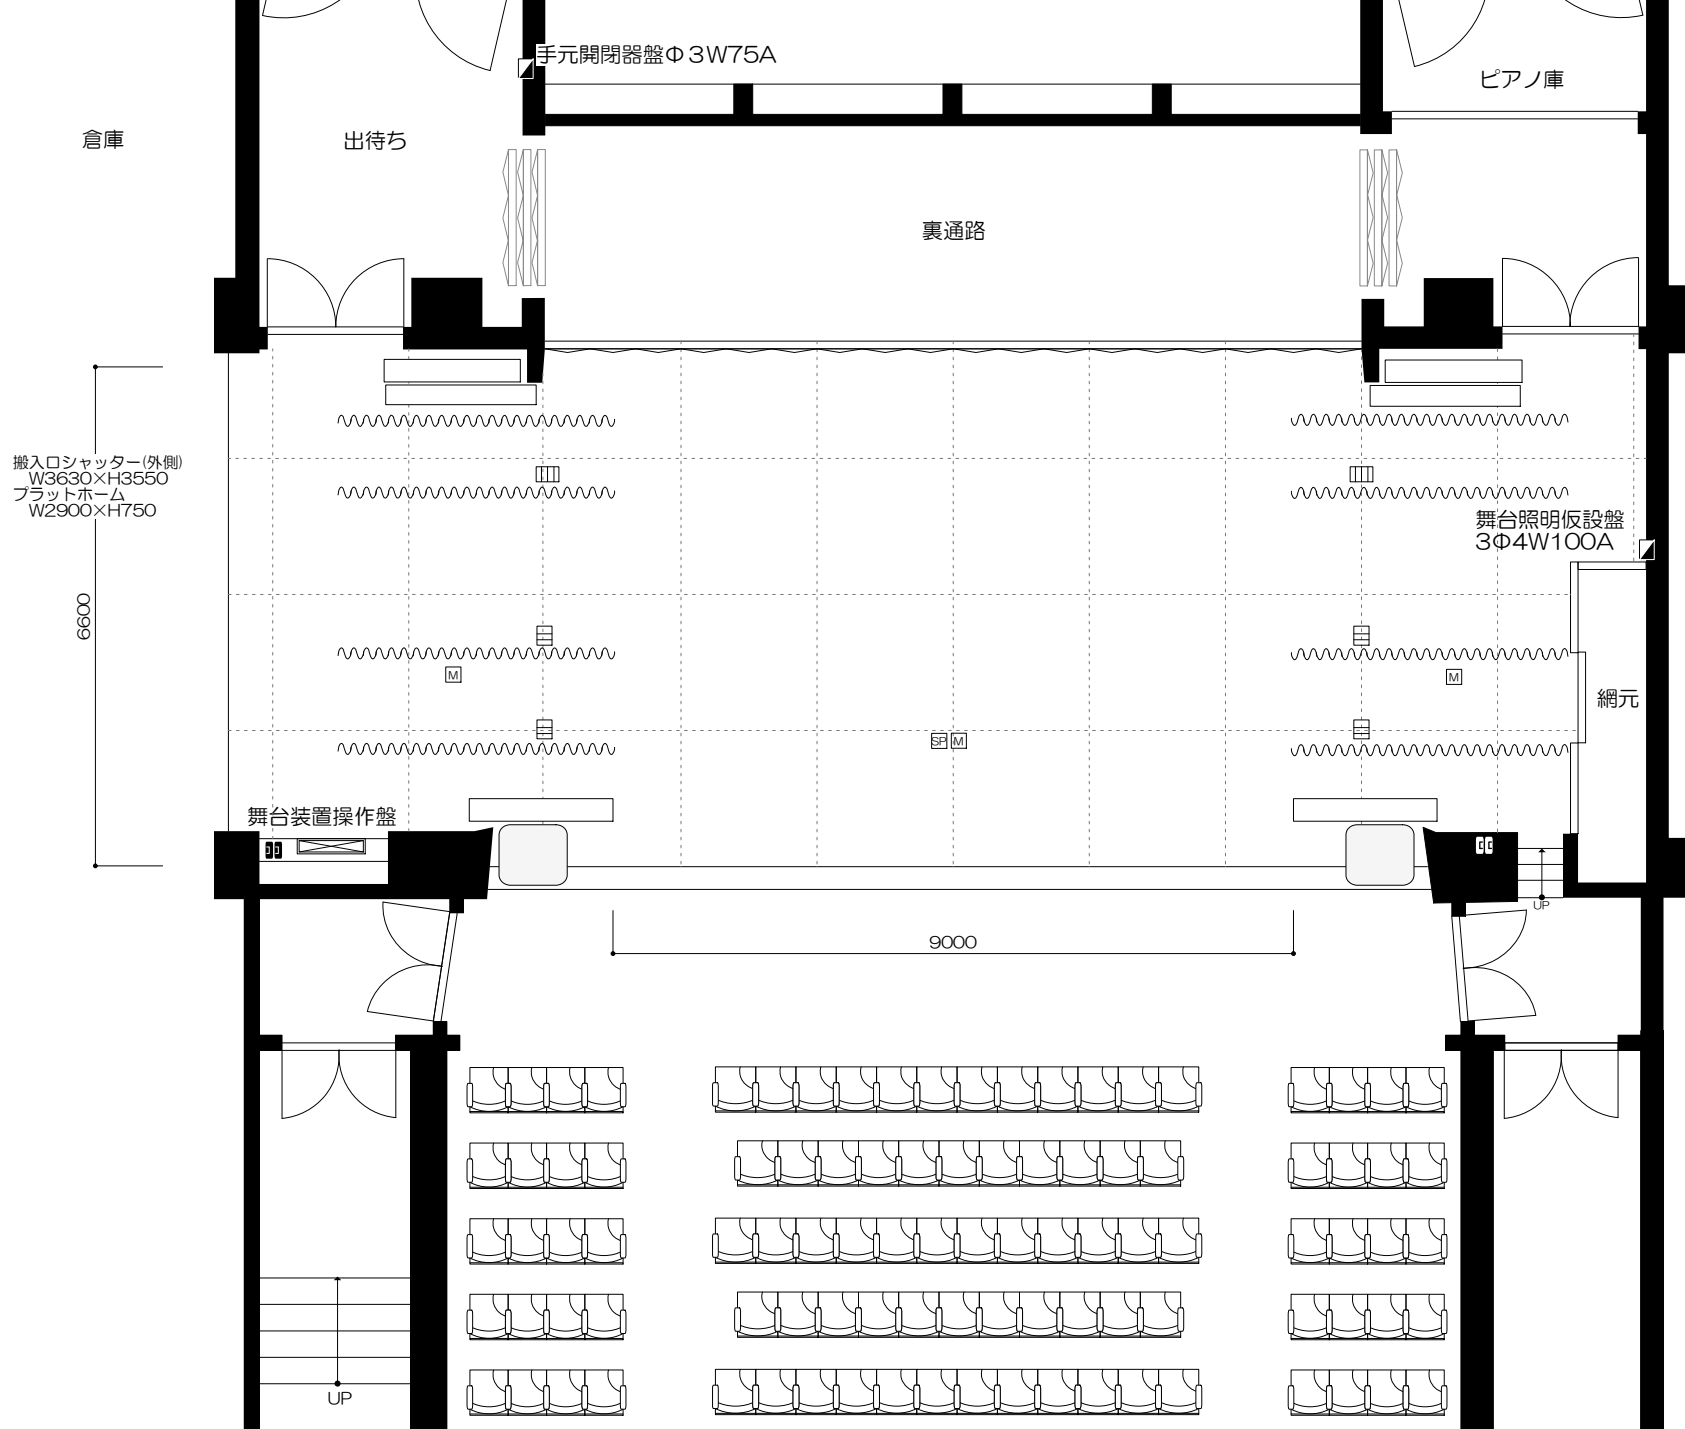 手元開閉器盤Φ3W75A
ピアノ庫
倉庫
出待ち
裏通路
搬入口シャッター(外側)
W3630×H3550
プラットホーム
W2900×H750
舞台照明仮設盤
3Φ4W100A
6600
M
M
網元
SP M
舞台装置操作盤
UP
9000
UP